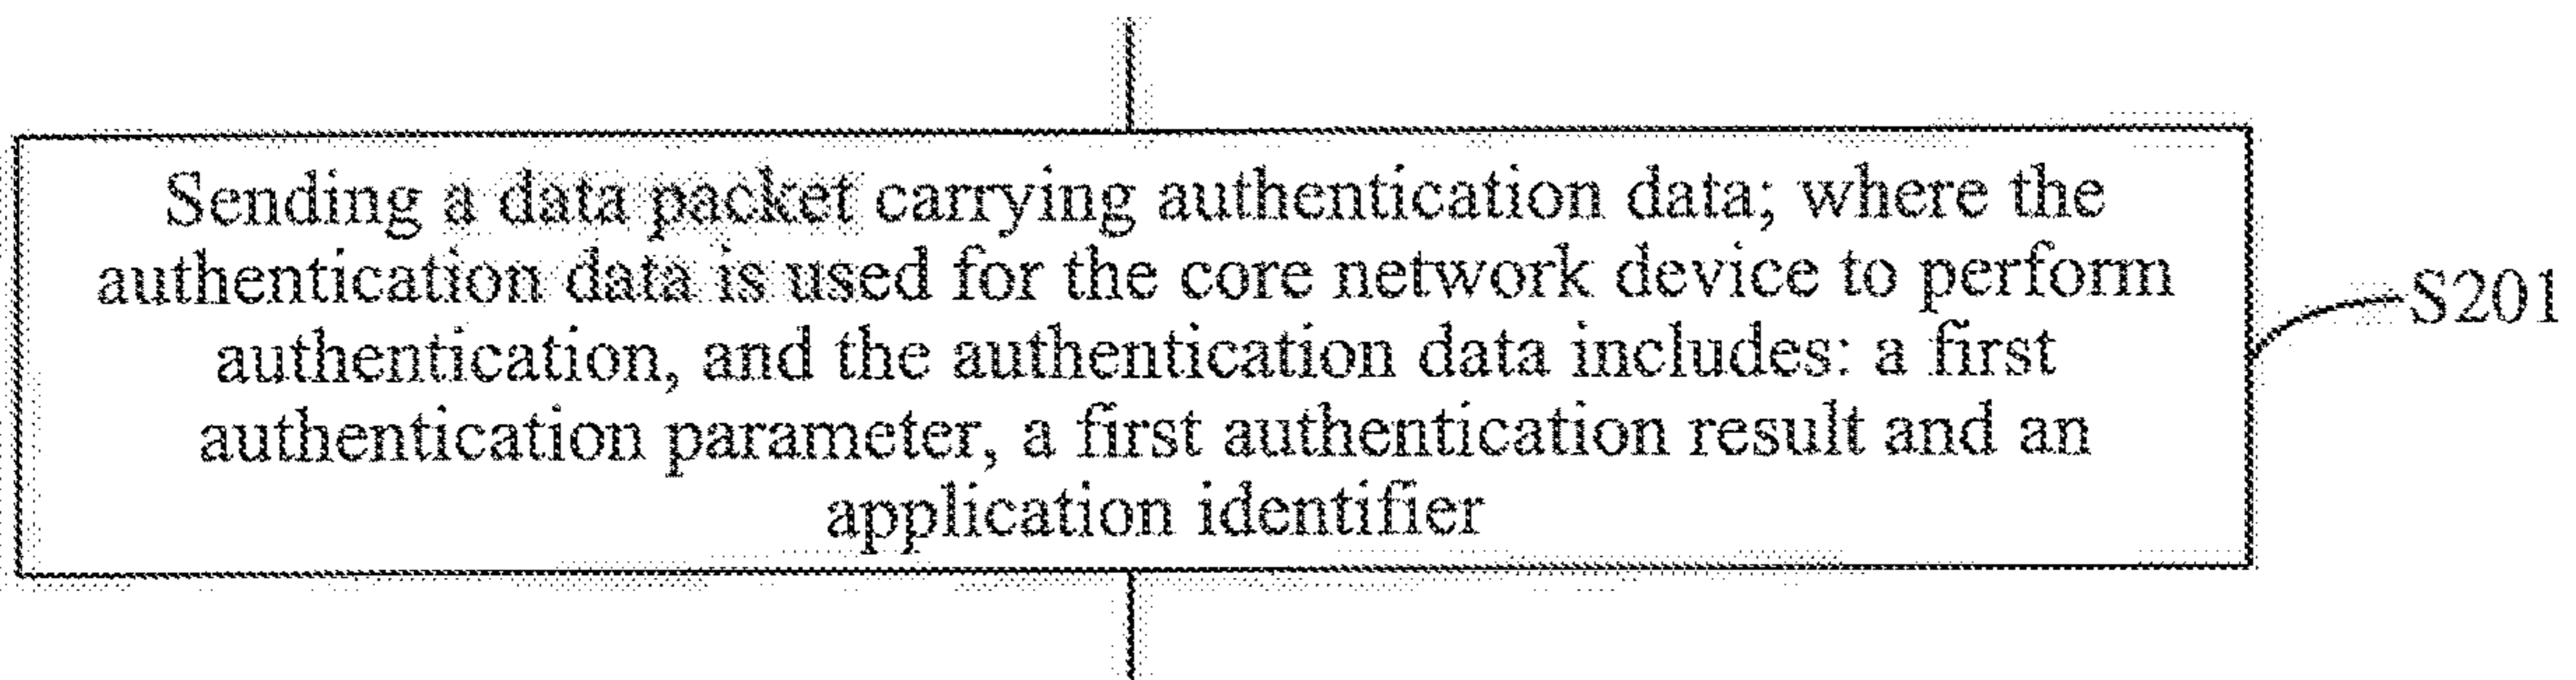 Sending a data packet carrying authentication data; where the
authentication data is used for the core network device to perform
authentication, and the authentication data includes: a first
authentication parameter, a first authentication result and an
application identifier
S201